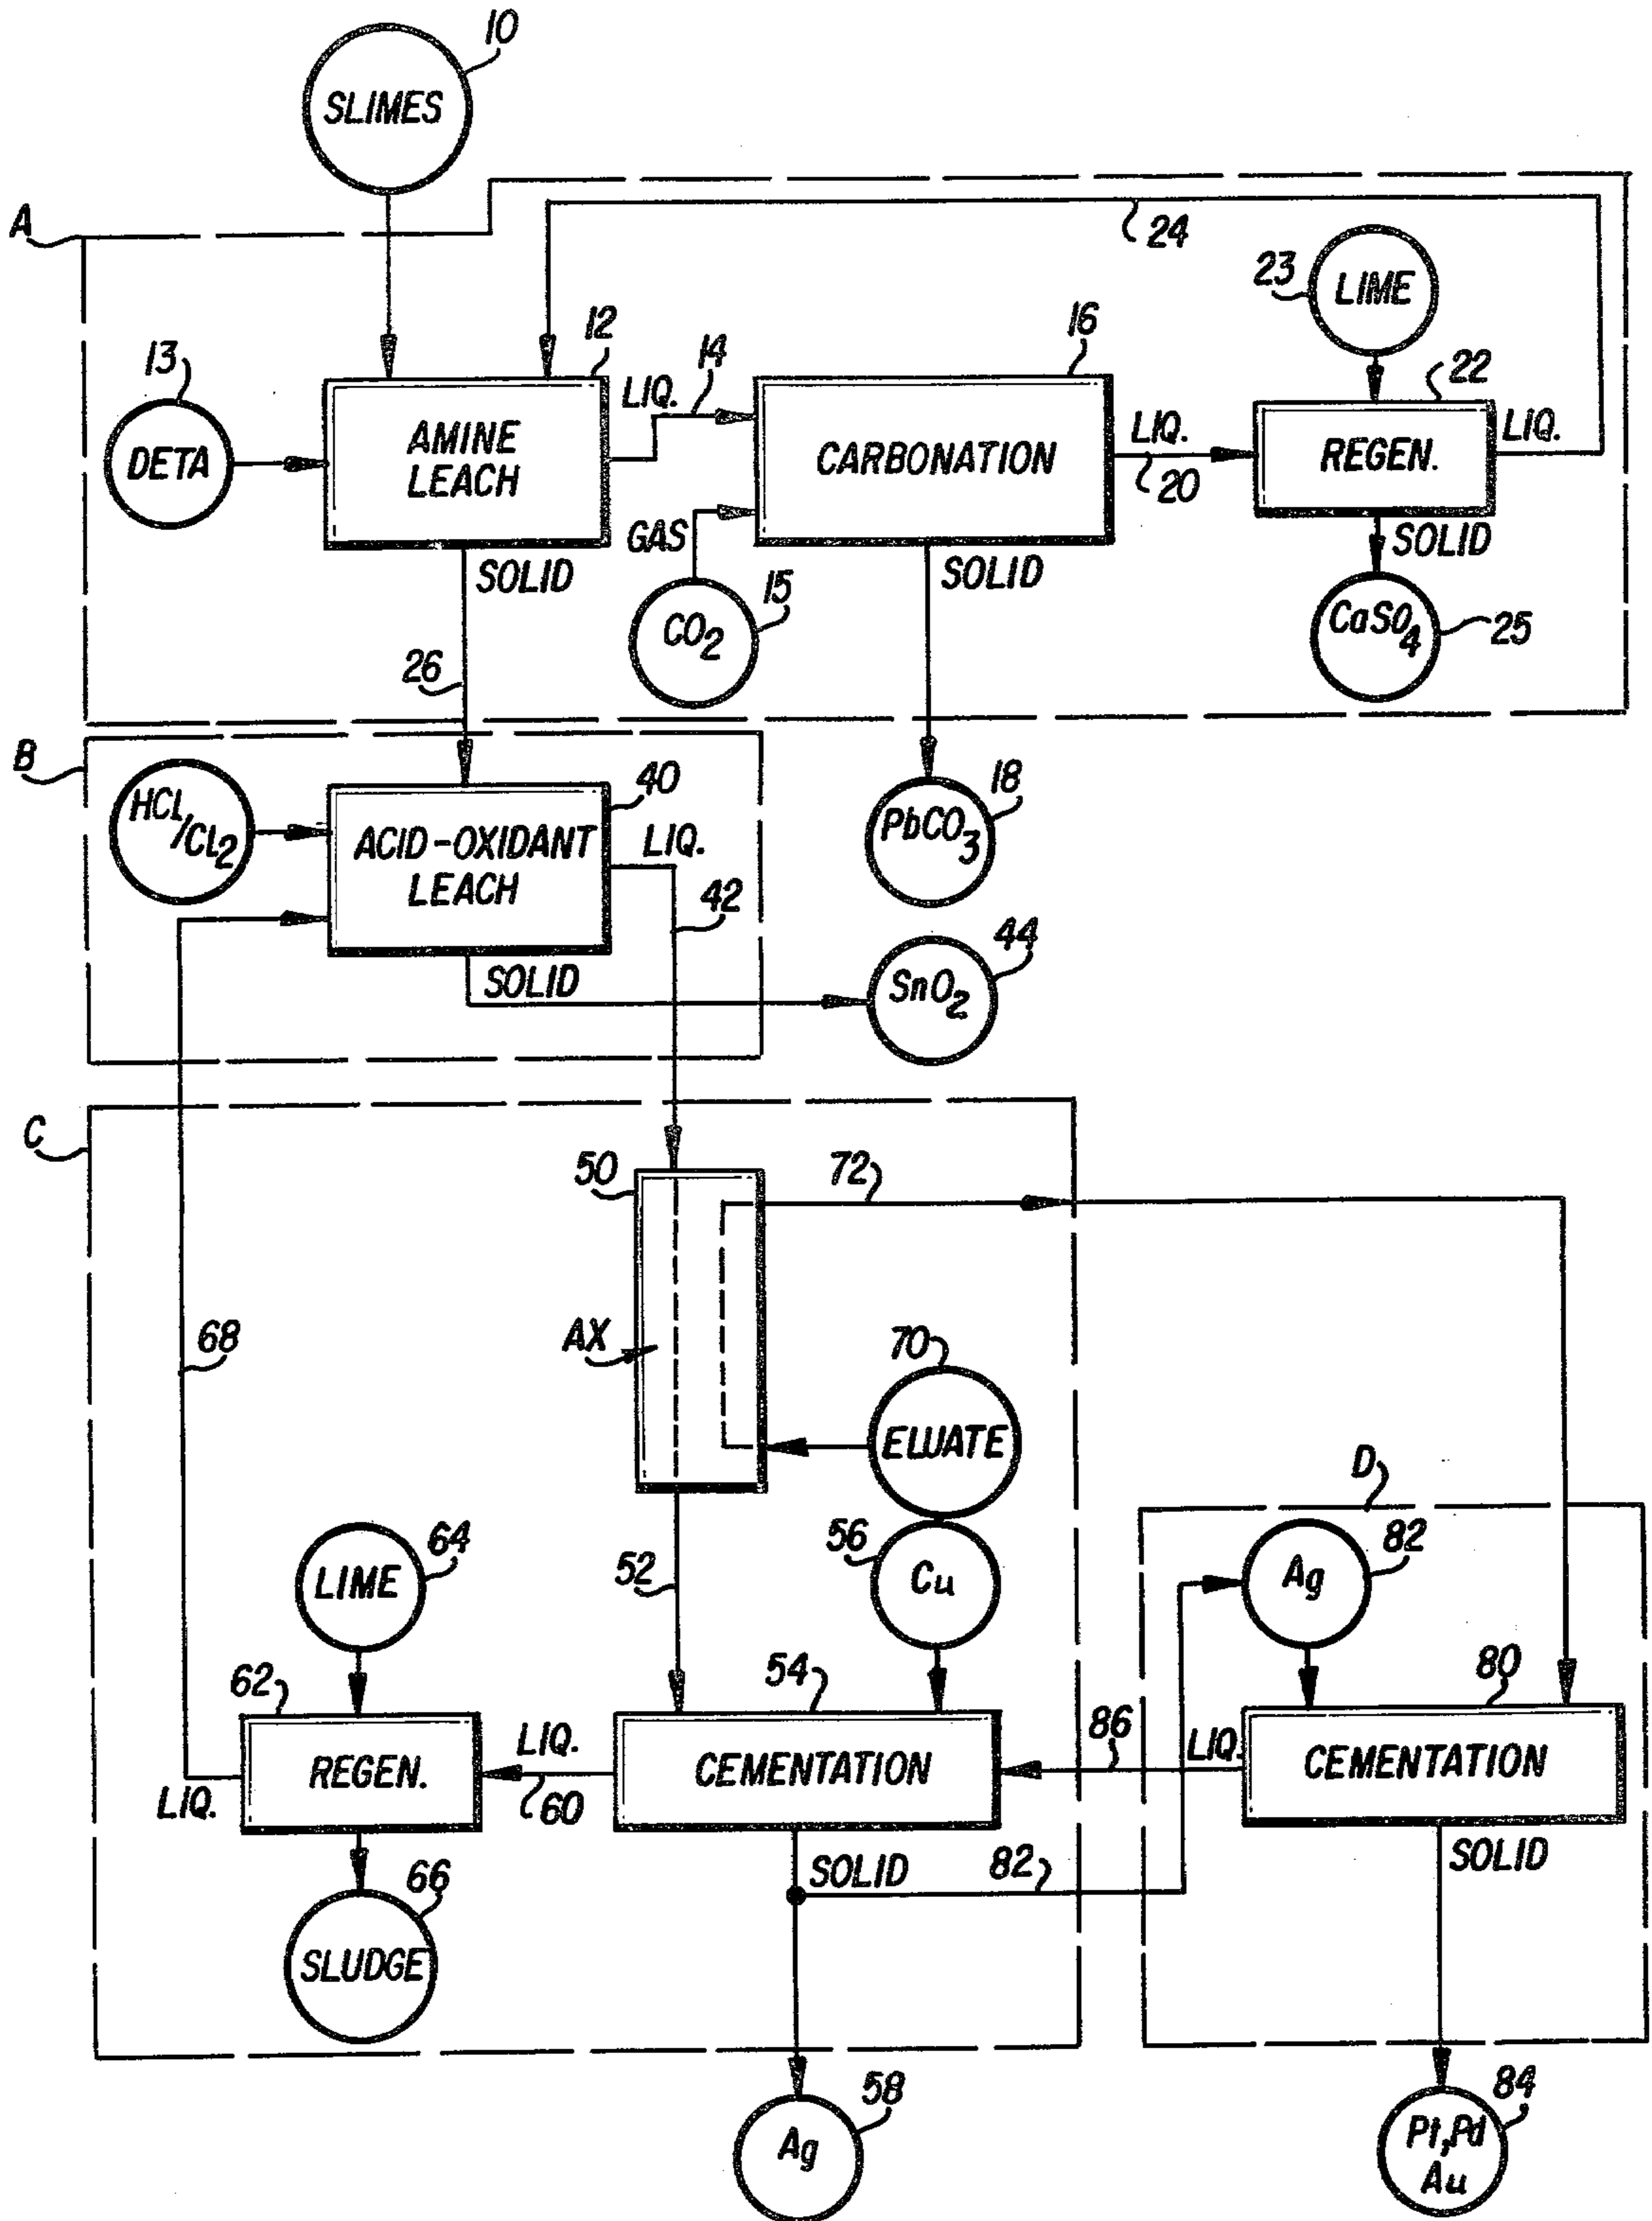 10
SLIMES
A
24
23
LIME
12
16
13
14
22
LIQ.
DETA
AMINE
LEACH
CARBONATION
LIQ.
20
REGEN.
LIQ.
GAS
SOLID
SOLID
SOLID
CO2
15
CaSO4
25
26
B
HCL
/CL2
40
ACID-OXIDANT
LEACH
LIQ.
18
PbCO3
42
44
SOLID
SnO2
C
50
72
AX
68
70
ELUATE
D
64
LIME
52
56
Cu
82
Ag
62
54
80
REGEN.
LIQ.
60
CEMENTATION
86
LIQ.
CEMENTATION
LIQ.
66
SLUDGE
SOLID
82
SOLID
58
Ag
84
Pt,Pd
Au